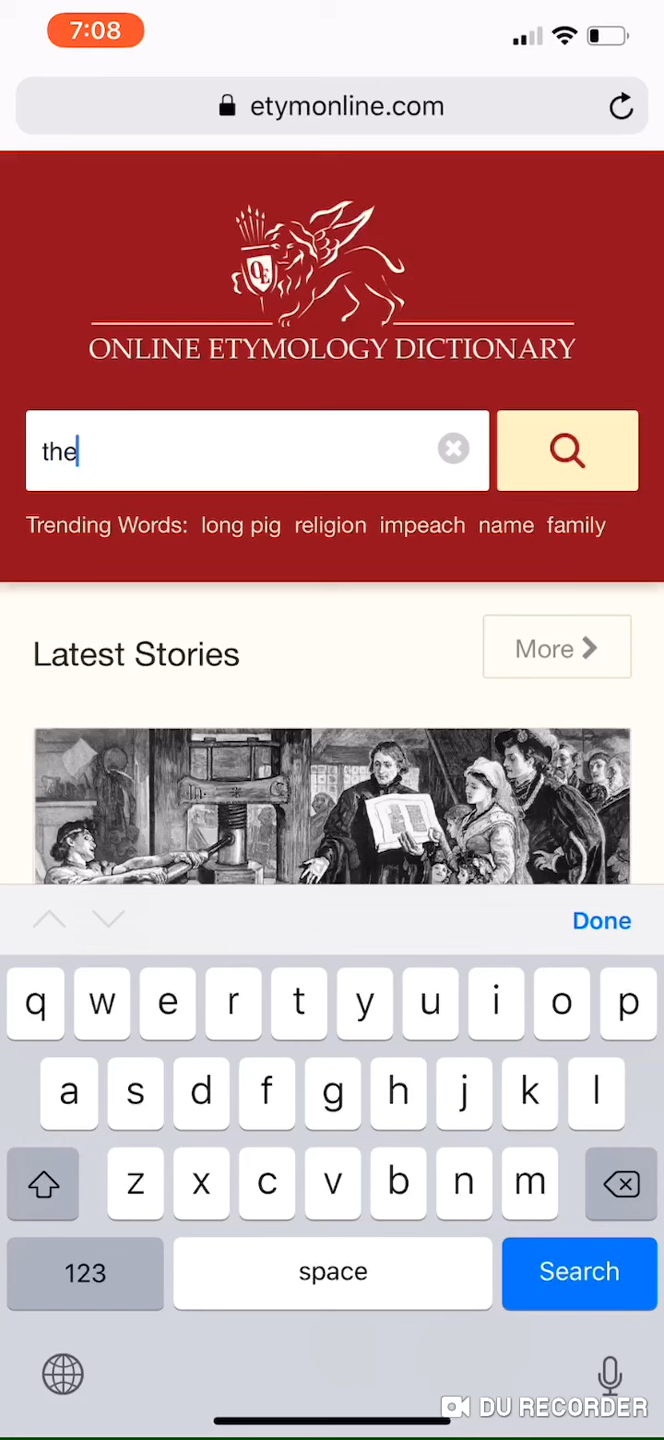 7:08
etymonline.com
OE
ONLINE ETYMOLOGY DICTIONARY
the
Trending Words: long pig religion impeach name family
Latest Stories
More
Done
q w e r t y u i o p
a s d f g h j k l
z x c v b n m
123 space Search
DU RECORDER